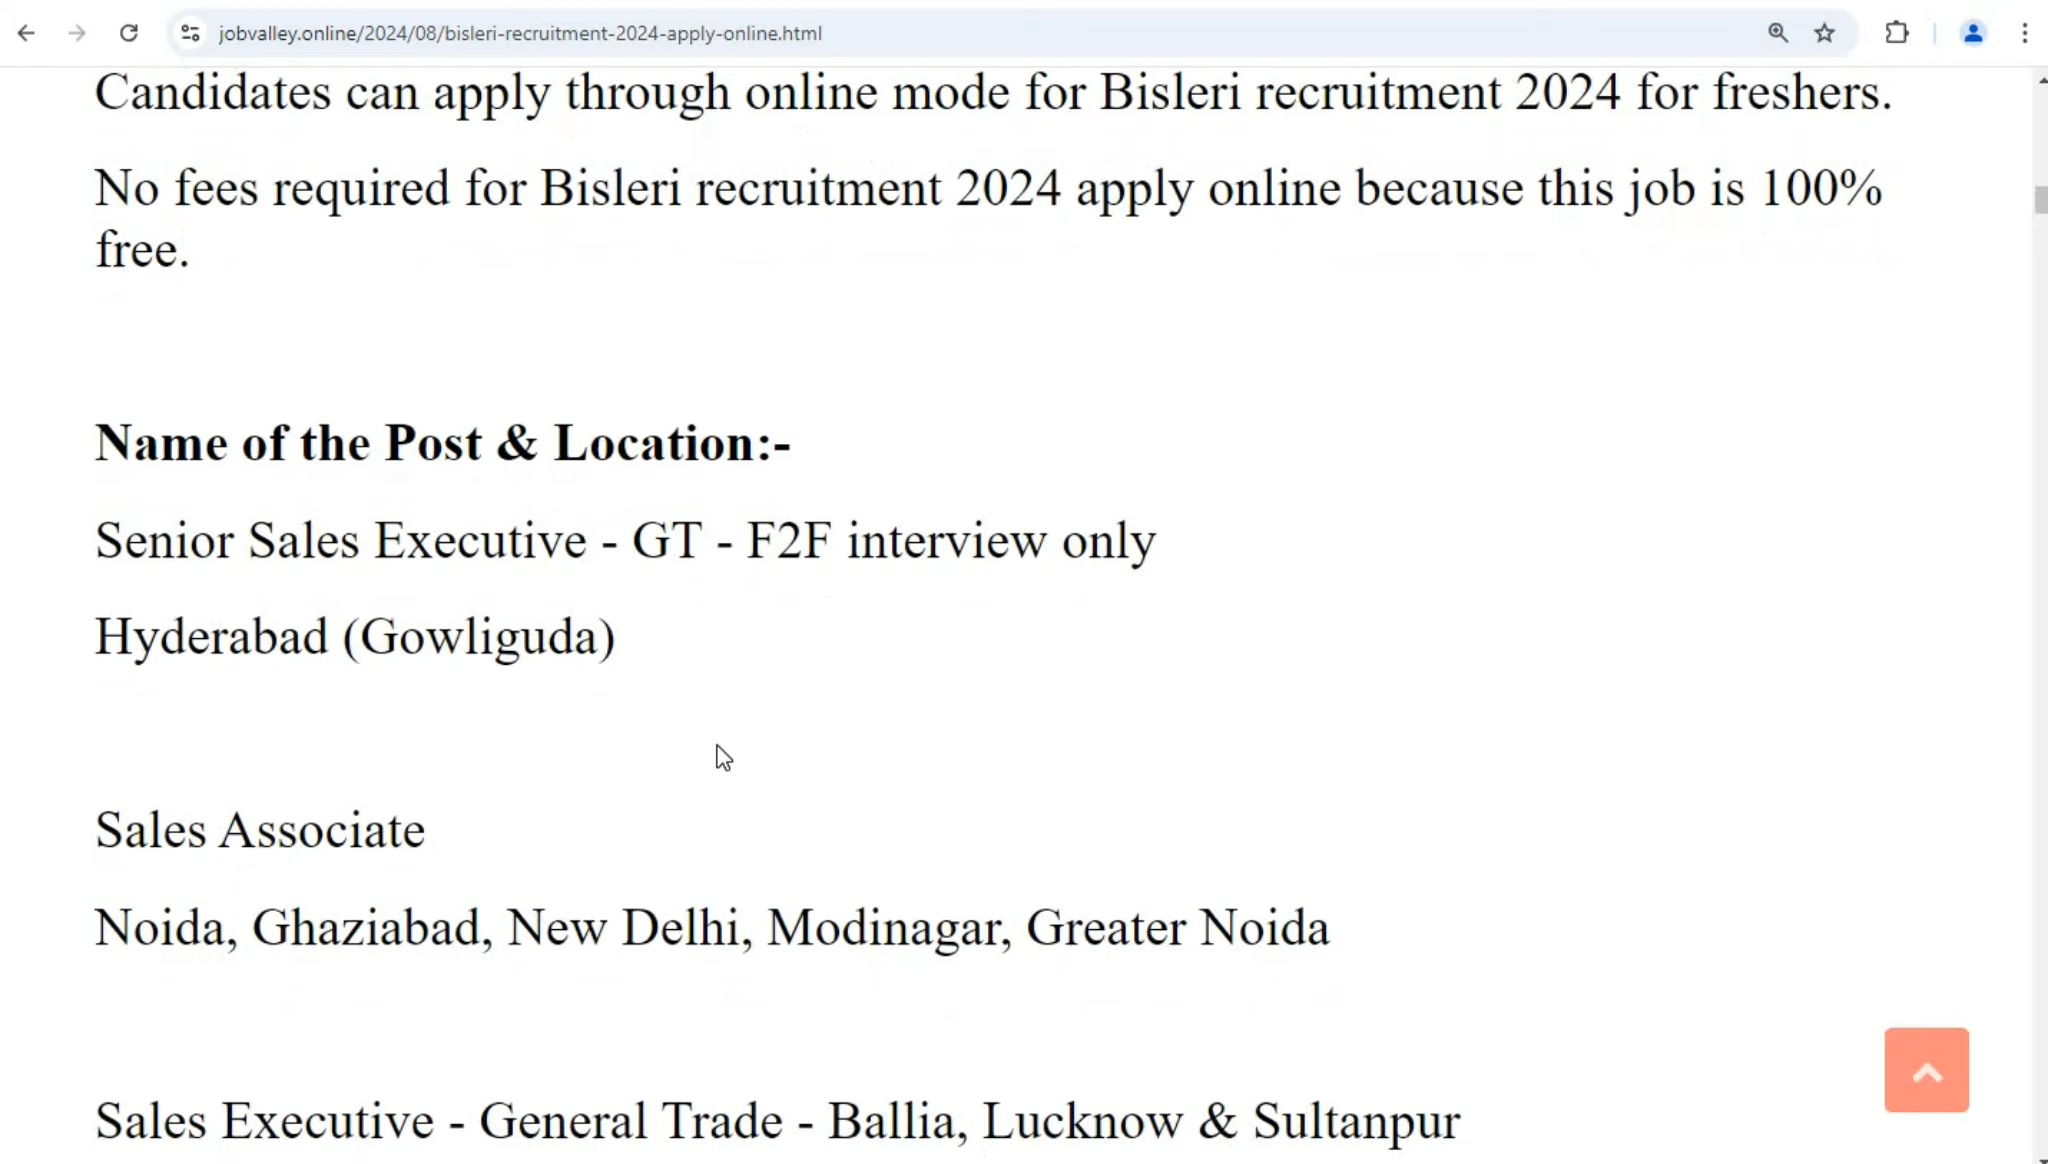 jobvalley.online/2024/08/bisleri-recruitment-2024-apply-online.html
Candidates can apply through online mode for Bisleri recruitment 2024 for freshers.
No fees required for Bisleri recruitment 2024 apply online because this job is 100%
free.
Name of the Post & Location:-
Senior Sales Executive - GT - F2F interview only
Hyderabad (Gowliguda)
Sales Associate
Noida, Ghaziabad, New Delhi, Modinagar, Greater Noida
Sales Executive - General Trade - Ballia, Lucknow & Sultanpur